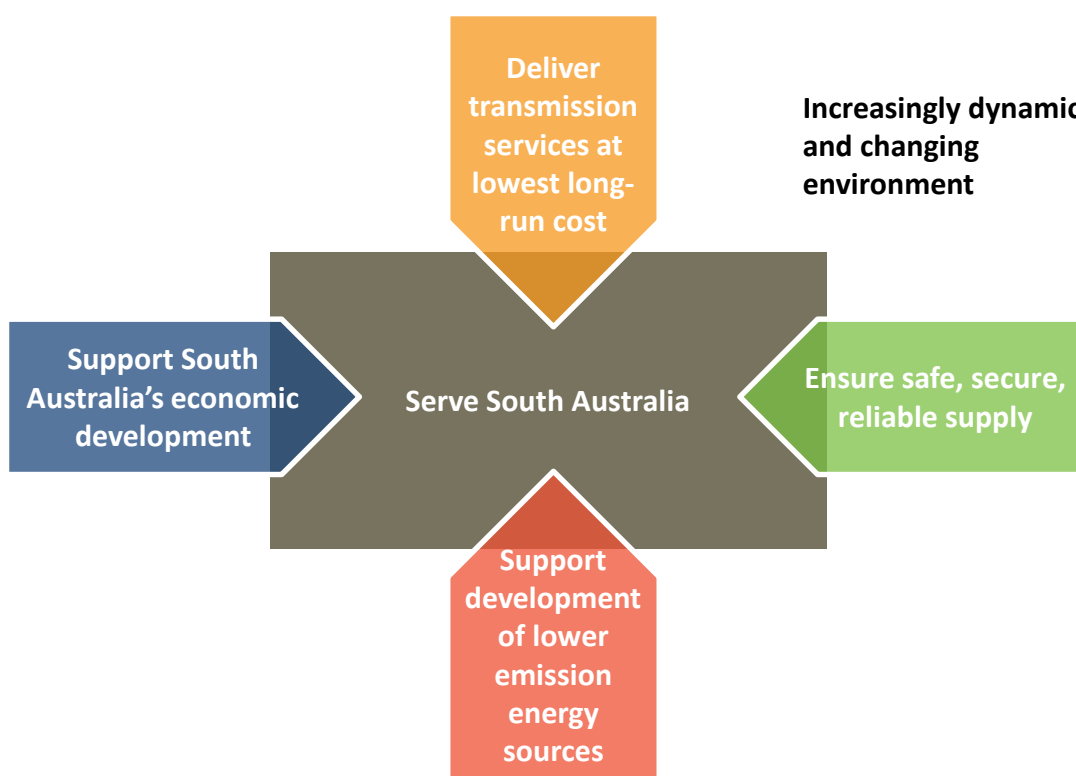 Deliver
transmission
services at
lowest long-
run cost
Increasingly dynamic
and changing
environment
Support South
Australia’s economic
development
Serve South Australia
Ensure safe, secure,
reliable supply
Support
development
of lower
emission
energy
sources